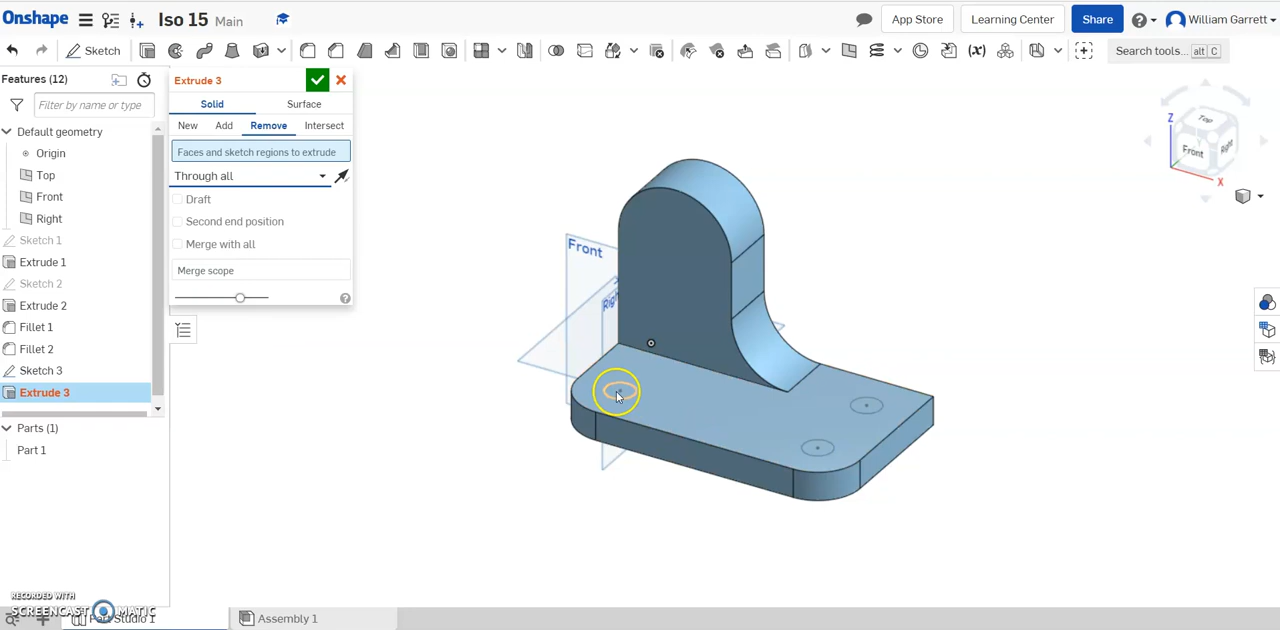 Onshape Iso 15 Main App Store Learning Center Share William Garrett
Sketch (x) Search tools... alt C
Features (12)
Filter by name or type
Default geometry
Origin
Top
Front
Right
Sketch 1
Extrude 1
Sketch 2
Extrude 2
Fillet 1
Fillet 2
Sketch 3
Extrude 3
Parts (1)
Part 1
Extrude 3
Solid Surface
New Add Remove Intersect
Faces and sketch regions to extrude
Through all
Draft
Second end position
Merge with all
Merge scope
Front
Z
Top
Front
Right
X
RECORDED WITH
SCREENCAST MATIC
Part Studio 1 Assembly 1